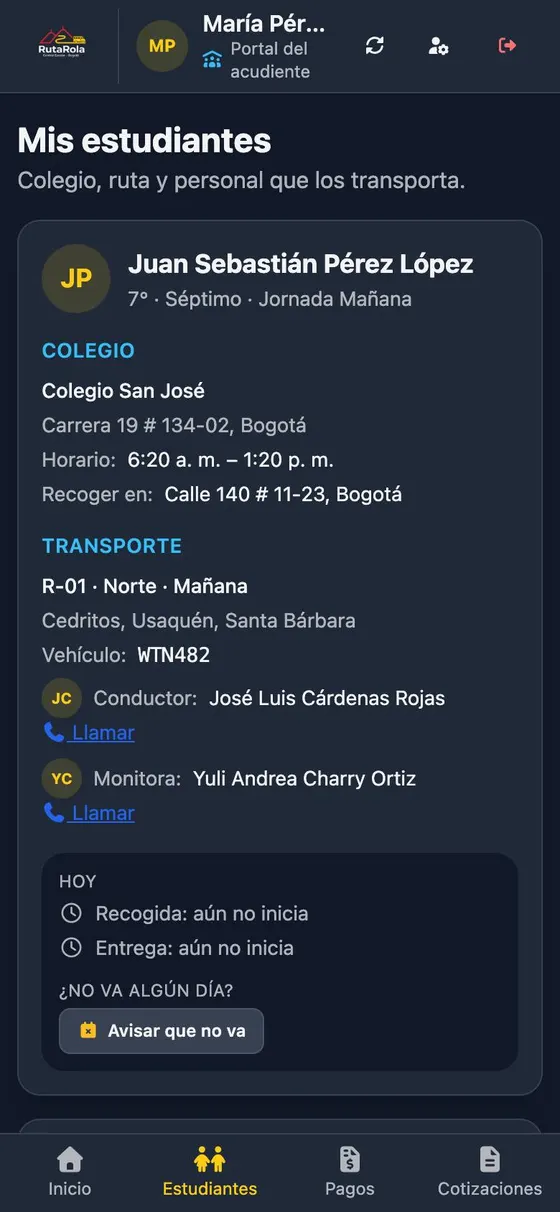 RutaRola
MP
María Pér...
Portal del
acudiente
Mis estudiantes
Colegio, ruta y personal que los transporta.
JP
Juan Sebastián Pérez López
7° · Séptimo · Jornada Mañana
COLEGIO
Colegio San José
Carrera 19 # 134-02, Bogotá
Horario: 6:20 a. m. – 1:20 p. m.
Recoger en: Calle 140 # 11-23, Bogotá
TRANSPORTE
R-01 · Norte · Mañana
Cedritos, Usaquén, Santa Bárbara
Vehículo: WTN482
JC Conductor: José Luis Cárdenas Rojas
Llamar
YC Monitora: Yuli Andrea Charry Ortiz
Llamar
HOY
Recogida: aún no inicia
Entrega: aún no inicia
¿NO VA ALGÚN DÍA?
Avisar que no va
Inicio
Estudiantes
Pagos
Cotizaciones